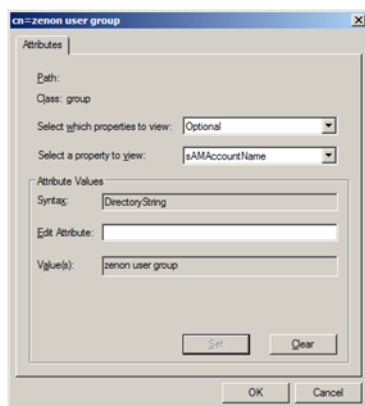 cn=zenon user group
Attributes
Path:
Class: group
Select which properties to view: Optional
Select a property to view: sAMAccountName
Attribute Values
Syntax: DirectoryString
Edit Attribute:
Value(s): zenon user group
Set Clear
OK Cancel